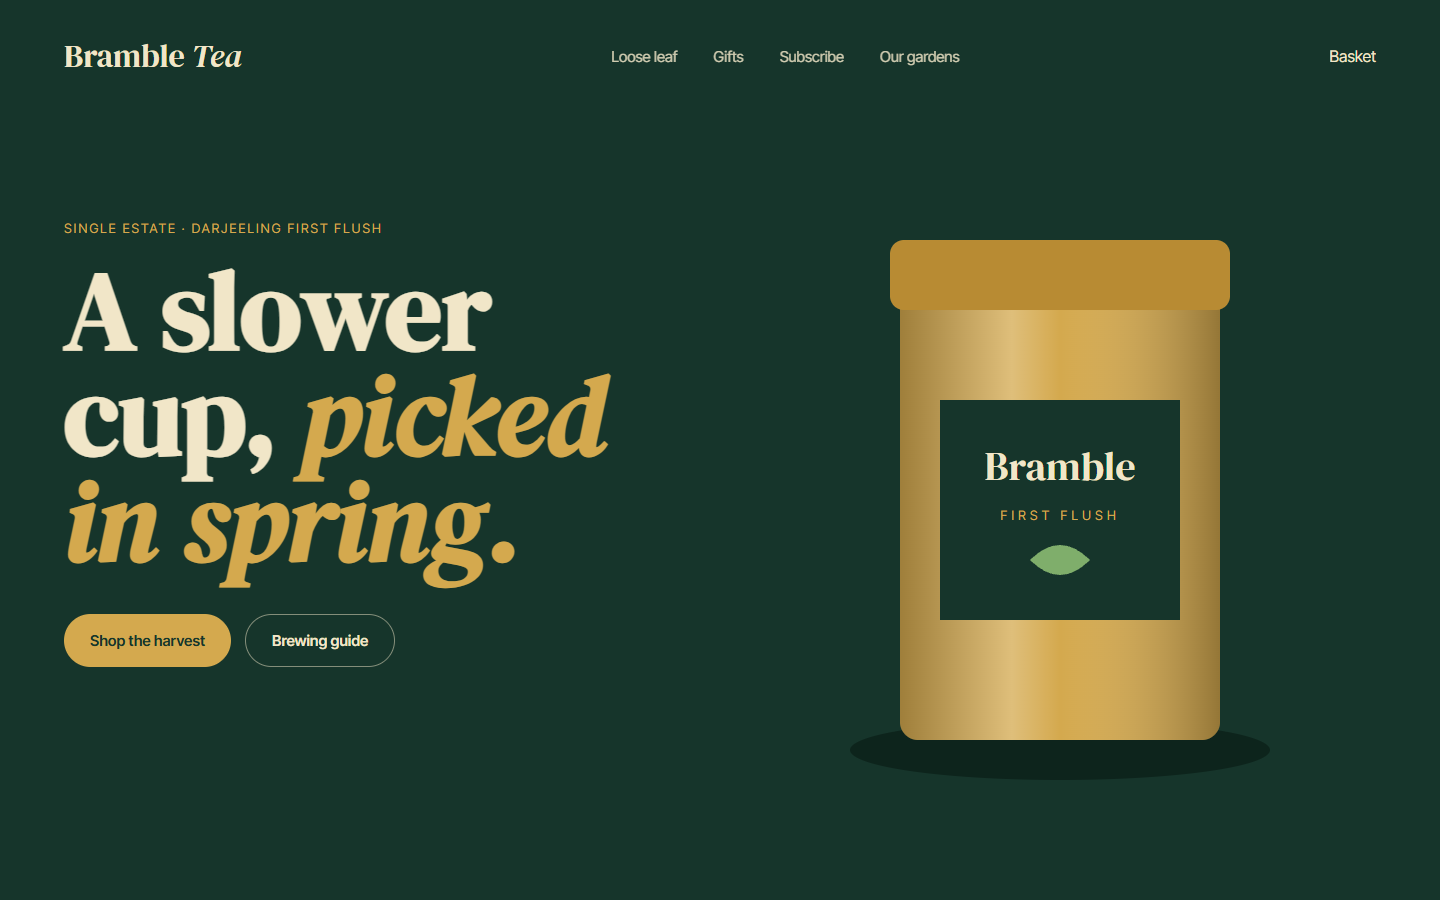 Bramble Tea
Loose leaf
Gifts
Subscribe
Our gardens
Basket
SINGLE ESTATE · DARJEELING FIRST FLUSH
A slower
cup, picked
in spring.
Shop the harvest
Brewing guide
Bramble
FIRST FLUSH